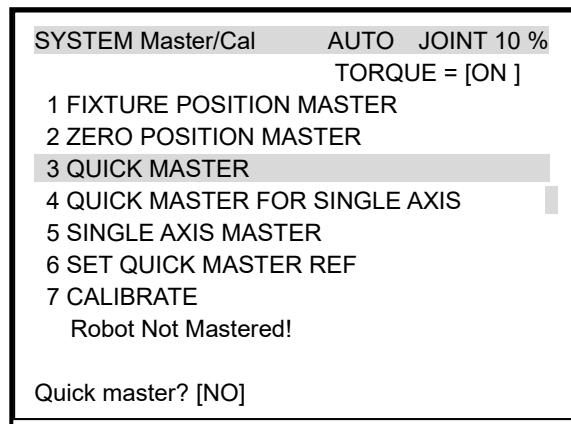 SYSTEM Master/Cal AUTO JOINT 10 %
TORQUE = [ON ]
1 FIXTURE POSITION MASTER
2 ZERO POSITION MASTER
3 QUICK MASTER
4 QUICK MASTER FOR SINGLE AXIS
5 SINGLE AXIS MASTER
6 SET QUICK MASTER REF
7 CALIBRATE
Robot Not Mastered!
Quick master? [NO]